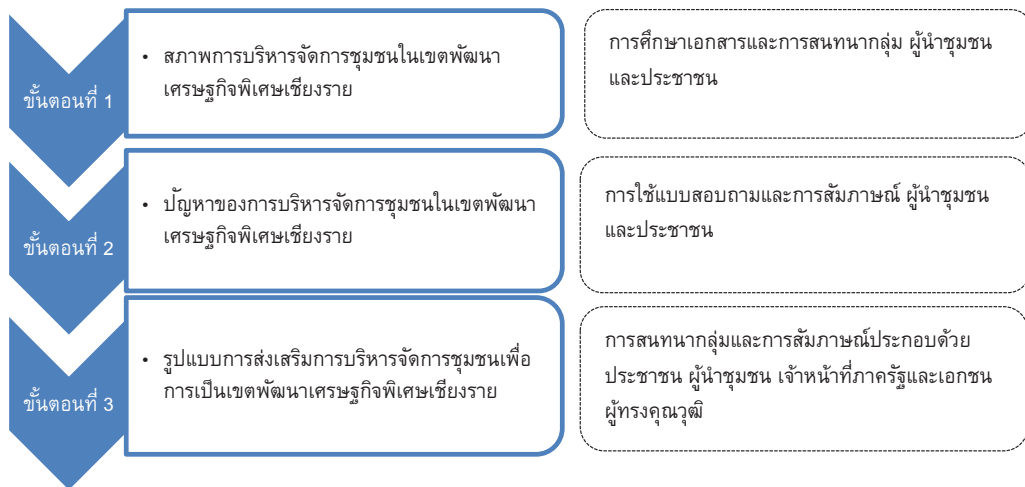 ขั้นตอนที่ 1
• สภาพการบริหารจัดการชุมชนในเขตพัฒนา
เศรษฐกิจพิเศษเชียงราย
การศึกษาเอกสารและการสนทนากลุ่ม ผู้นำชุมชน
และประชาชน
ขั้นตอนที่ 2
• ปัญหาของการบริหารจัดการชุมชนในเขตพัฒนา
เศรษฐกิจพิเศษเชียงราย
การใช้แบบสอบถามและการสัมภาษณ์ ผู้นำชุมชน
และประชาชน
ขั้นตอนที่ 3
• รูปแบบการส่งเสริมการบริหารจัดการชุมชนเพื่อ
การเป็นเขตพัฒนาเศรษฐกิจพิเศษเชียงราย
การสนทนากลุ่มและการสัมภาษณ์ประกอบด้วย
ประชาชน ผู้นำชุมชน เจ้าหน้าที่ภาครัฐและเอกชน
ผู้ทรงคุณวุฒิ